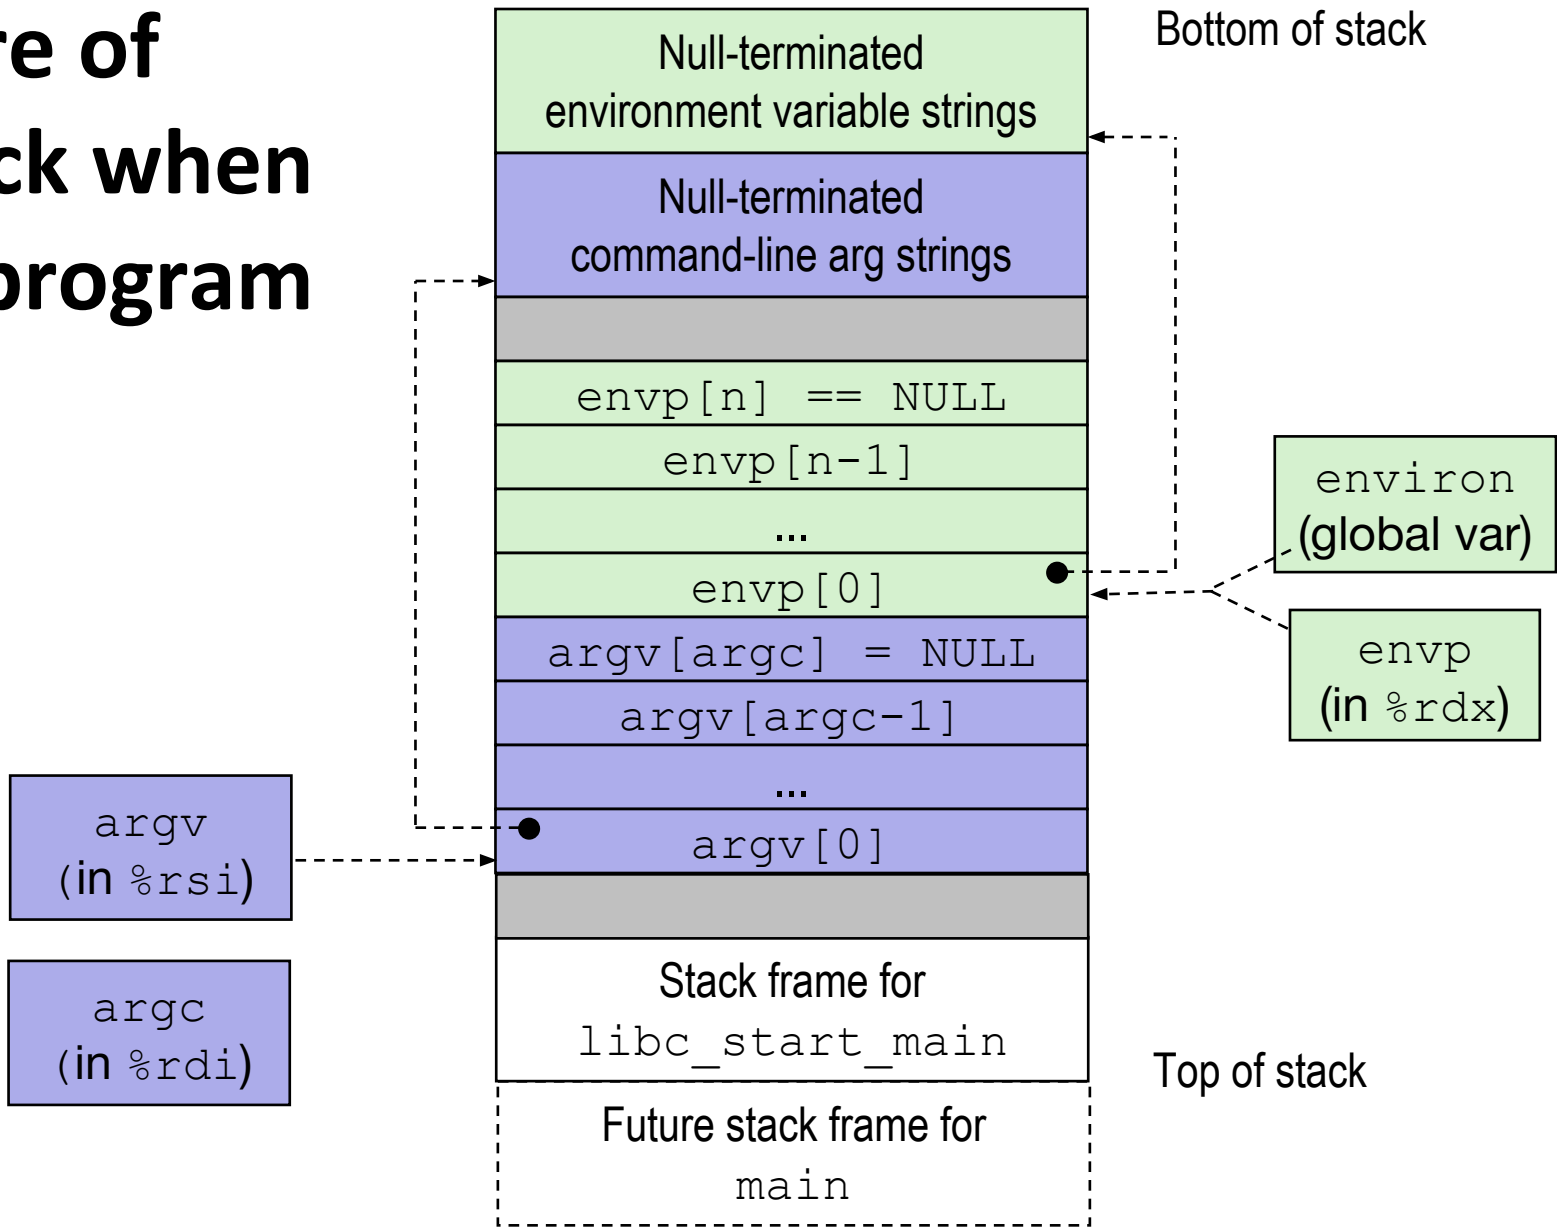 re of
ck when
program
Bottom of stack
Null-terminated
environment variable strings
Null-terminated
command-line arg strings
envp[n] == NULL
envp[n-1]
...
envp[0]
argv[argc] = NULL
argv[argc-1]
...
argv[0]
environ
(global var)
envp
(in %rdx)
argv
(in %rsi)
argc
(in %rdi)
Stack frame for
libc_start_main
Top of stack
Future stack frame for
main